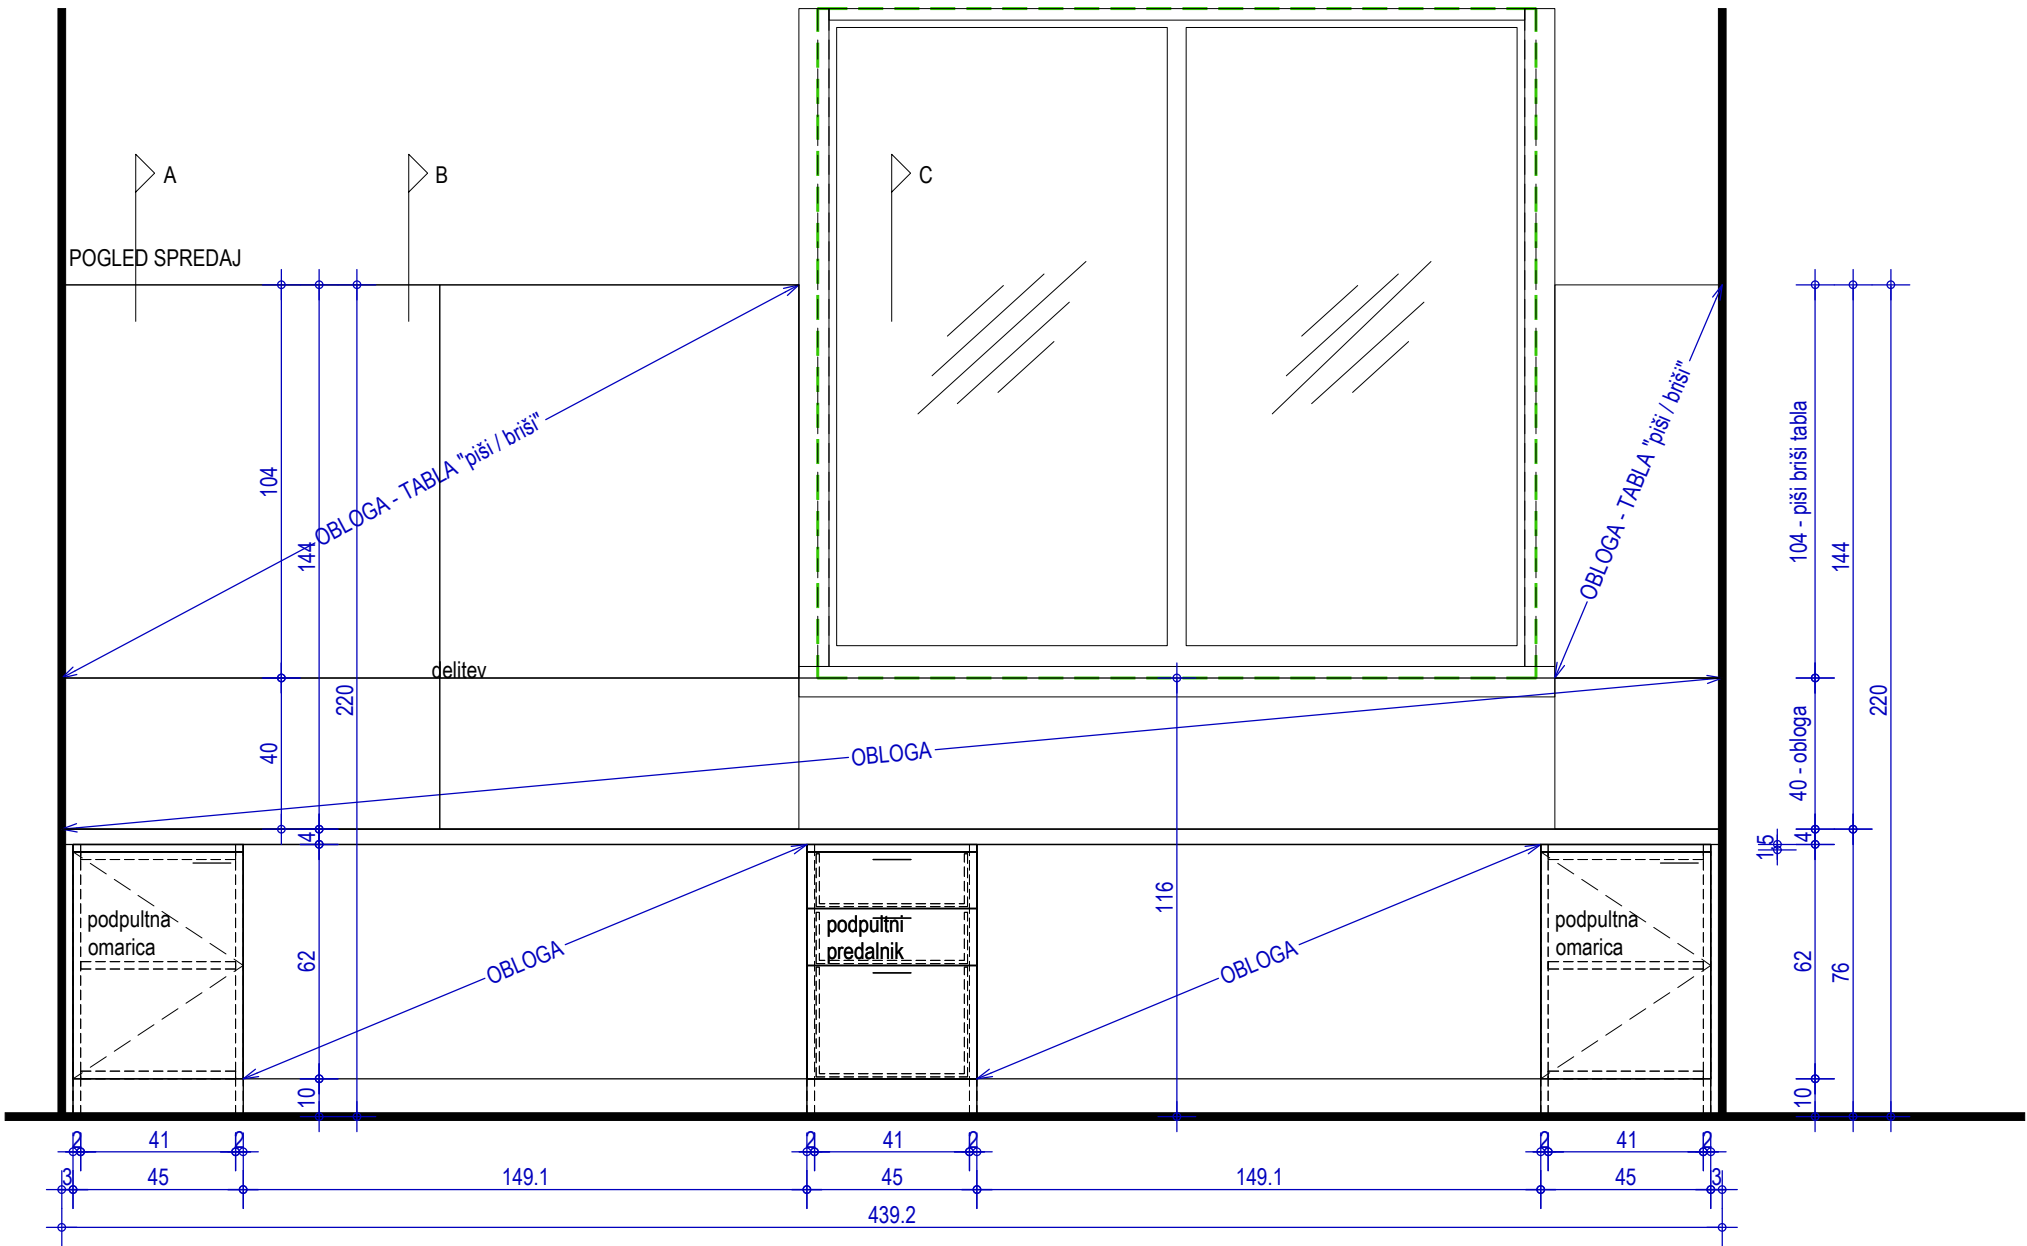 A
B
C
POGLED SPREDAJ
OBLOGA - TABLA "piši / briši"
OBLOGA - TABLA "piši / briši"
104
144
220
40
4
62
10
delitev
OBLOGA
116
podpultna
omarica
OBLOGA
podpultni
predalnik
OBLOGA
podpultna
omarica
104 - piši briši tabla
144
220
40 - obloga
1,5
4
62
76
10
2 41 2 2 41 2 2 41 2
3 45 149.1 45 149.1 45 3
439.2